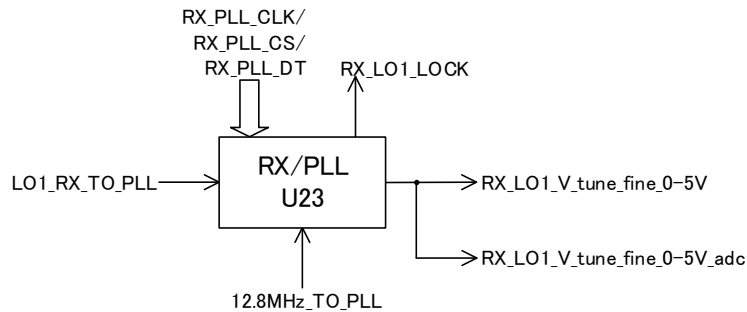 RX_PLL_CLK/
RX_PLL_CS/
RX_PLL_DT
RX_LO1_LOCK
LO1_RX_TO_PLL
RX/PLL
U23
RX_LO1_V_tune_fine_0-5V
RX_LO1_V_tune_fine_0-5V_adc
12.8MHz_TO_PLL